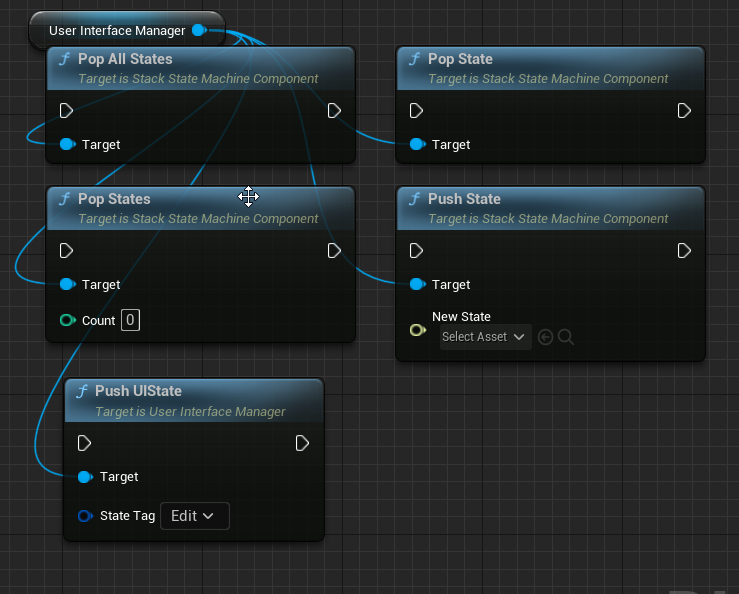 User Interface Manager
Pop All States
Target is Stack State Machine Component
Target
Pop State
Target is Stack State Machine Component
Target
Pop States
Target is Stack State Machine Component
Target
Count 0
Push State
Target is Stack State Machine Component
Target
New State
Select Asset
Push UIState
Target is User Interface Manager
Target
State Tag Edit